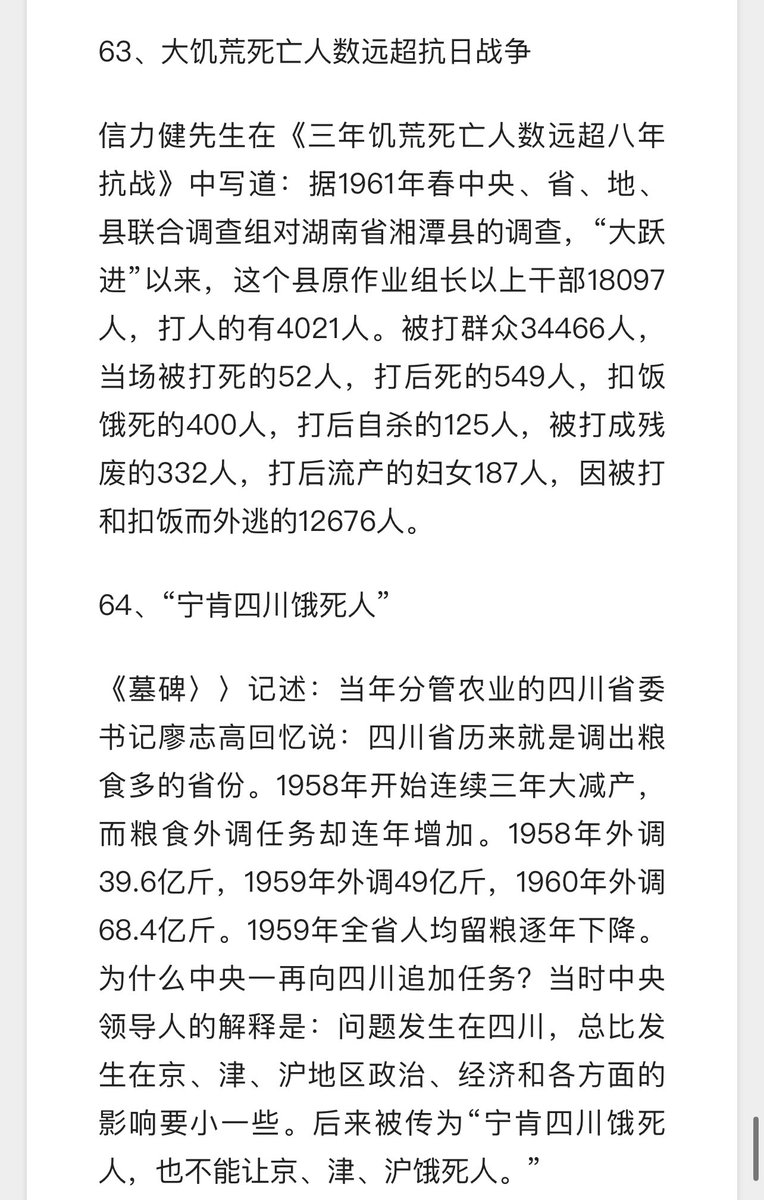 63、大饥荒死亡人数远超抗日战争
信力健先生在《三年饥荒死亡人数远超八年
抗战》中写道：据1961年春中央、省、地、
县联合调查组对湖南省湘潭县的调查，“大跃
进”以来，这个县原作业组长以上干部18097
人，打人的有4021人。被打群众34466人，
当场被打死的52人，打后死的549人，扣饭
饿死的400人，打后自杀的125人，被打成残
废的332人，打后流产的妇女187人，因被打
和扣饭而外逃的12676人。
64、“宁肯四川饿死人”
《墓碑〉〉记述：当年分管农业的四川省委
书记廖志高回忆说：四川省历来就是调出粮
食多的省份。1958年开始连续三年大减产，
而粮食外调任务却连年增加。1958年外调
39.6亿斤，1959年外调49亿斤，1960年外调
68.4亿斤。1959年全省人均留粮逐年下降。
为什么中央一再向四川追加任务？当时中央
领导人的解释是：问题发生在四川，总比发
生在京、津、沪地区政治、经济和各方面的
影响要小一些。后来被传为“宁肯四川饿死
人，也不能让京、津、沪饿死人。”